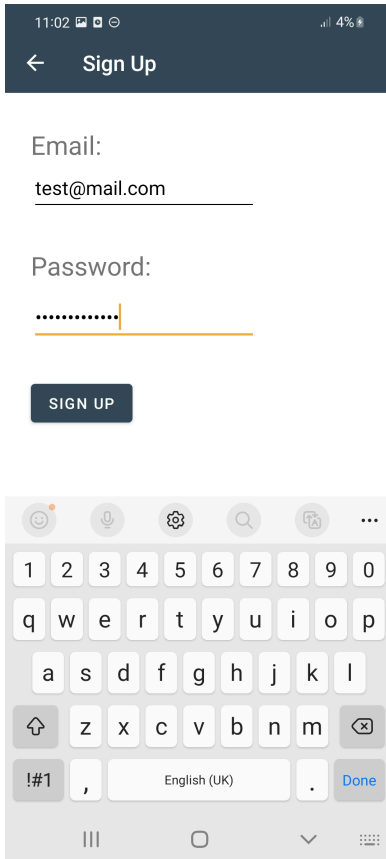 11:02 4%
Sign Up
Email:
test@mail.com
Password:
•••••••••••••
SIGN UP
1 2 3 4 5 6 7 8 9 0
q w e r t y u i o p
a s d f g h j k l
z x c v b n m
!#1 , English (UK) . Done